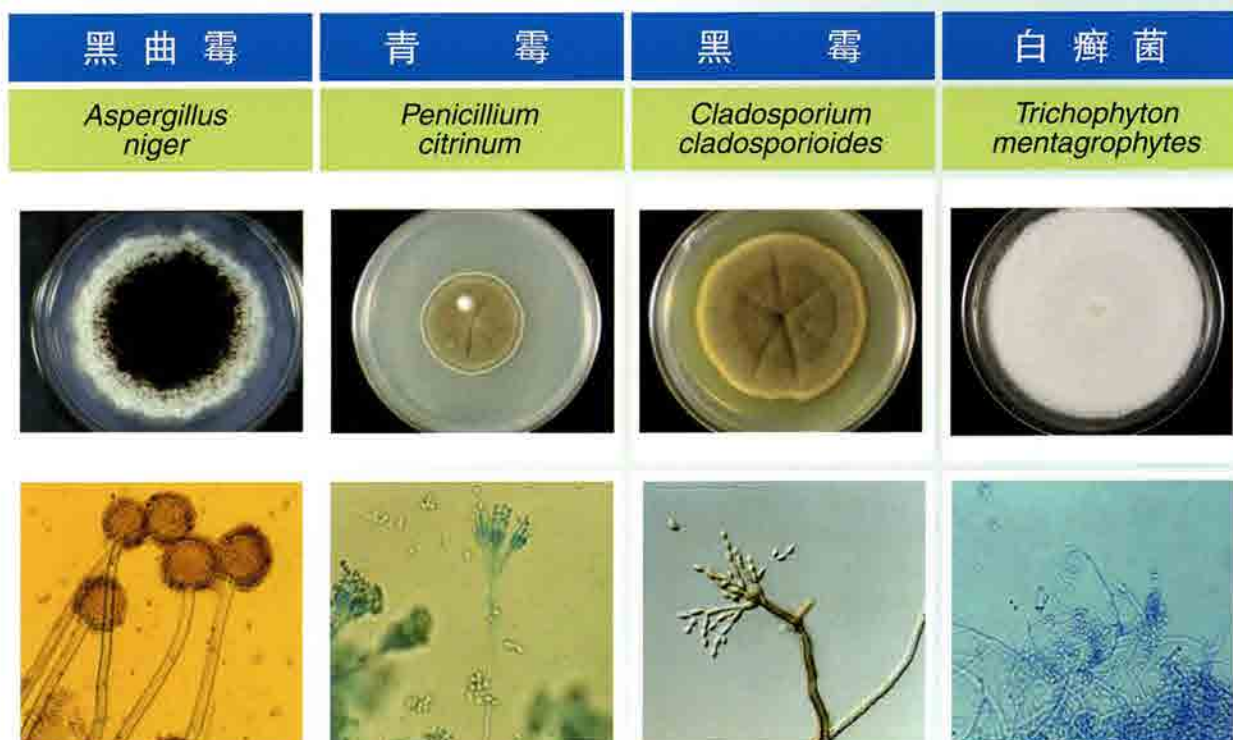 黑曲霉
青霉
黑霉
白癣菌
Aspergillus
niger
Penicillium
citrinum
Cladosporium
cladosporioides
Trichophyton
mentagrophytes